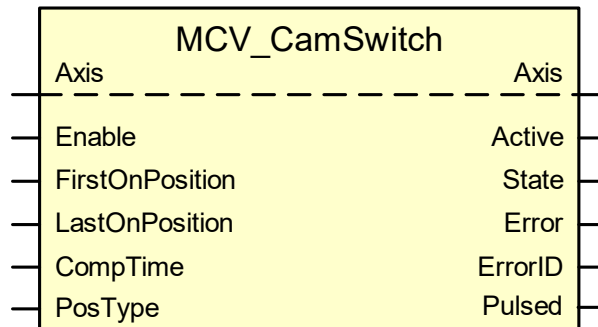 MCV_CamSwitch
Axis Axis
Enable Active
FirstOnPosition State
LastOnPosition Error
CompTime ErrorID
PosType Pulsed